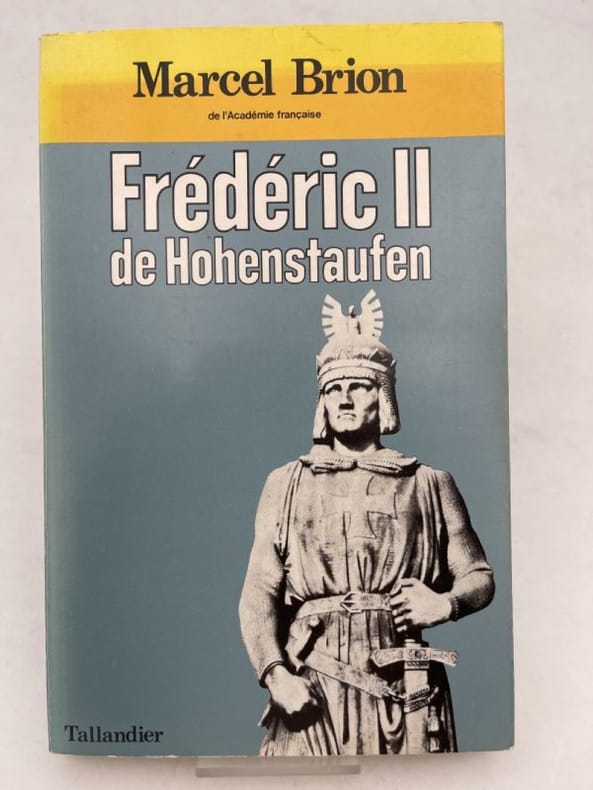 Marcel Brion
de l'Académie française
Frédéric II
de Hohenstaufen
Tallandier